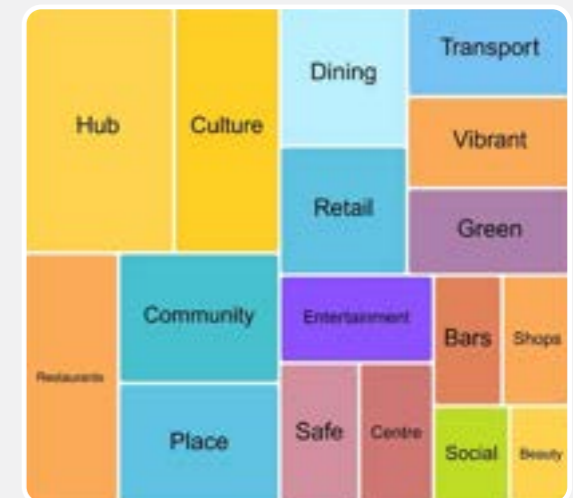 Hub
Culture
Dining
Transport
Vibrant
Retail
Green
Restaurants
Community
Place
Entertainment
Bars
Shops
Safe
Centre
Social
Beauty